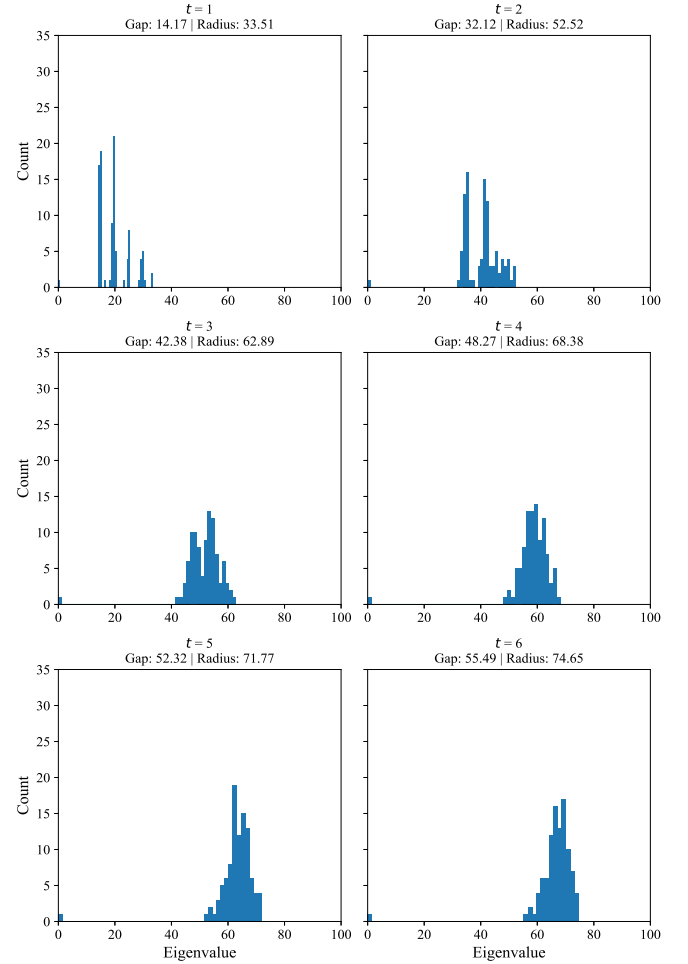 t = 1
Gap: 14.17 | Radius: 33.51
t = 2
Gap: 32.12 | Radius: 52.52
35
30
25
20
15
10
5
0
Count
0 20 40 60 80 100
0 20 40 60 80 100
t = 3
Gap: 42.38 | Radius: 62.89
t = 4
Gap: 48.27 | Radius: 68.38
35
30
25
20
15
10
5
0
Count
0 20 40 60 80 100
0 20 40 60 80 100
t = 5
Gap: 52.32 | Radius: 71.77
t = 6
Gap: 55.49 | Radius: 74.65
35
30
25
20
15
10
5
0
Count
0 20 40 60 80 100
0 20 40 60 80 100
Eigenvalue
Eigenvalue